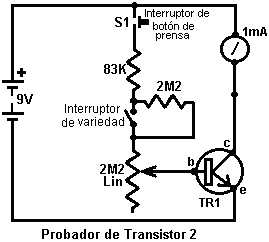 S1
Interruptor de
botón de
prensa
1mA
+
9V
83K
2M2
Interruptor
de variedad
2M2
Lin
b
c
e
TR1
Probador de Transistor 2